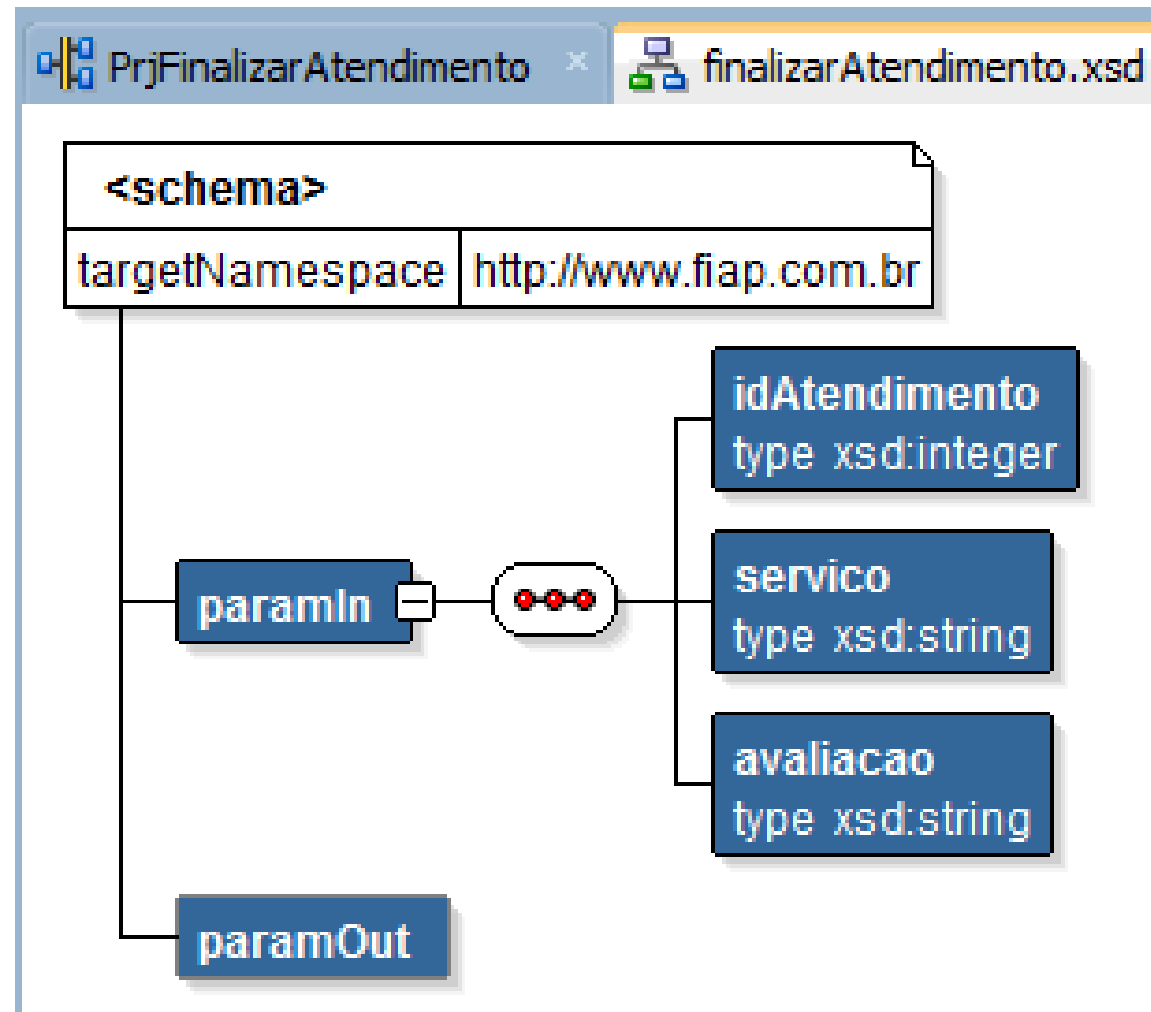 PrjFinalizarAtendimento
finalizarAtendimento.xsd
<schema>
targetNamespace http://www.fiap.com.br
idAtendimento
type xsd:integer
servico
type xsd:string
paramIn
avaliacao
type xsd:string
paramOut